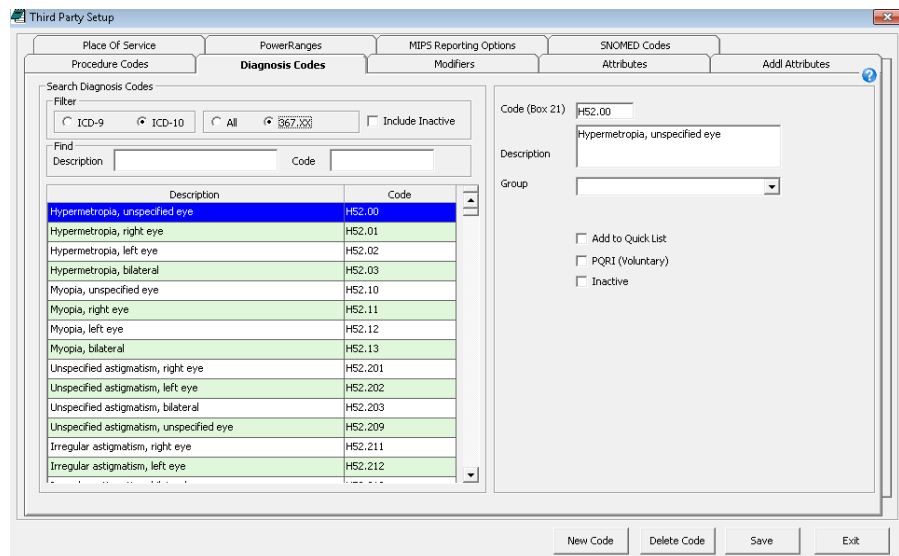 Third Party Setup
Place Of Service PowerRanges MIPS Reporting Options SNOMED Codes
Procedure Codes Diagnosis Codes Modifiers Attributes Addl Attributes
Search Diagnosis Codes
Filter
ICD-9 ICD-10 All 367.XX Include Inactive
Find
Description Code
Description Code
Hypermetropia, unspecified eye H52.00
Hypermetropia, right eye H52.01
Hypermetropia, left eye H52.02
Hypermetropia, bilateral H52.03
Myopia, unspecified eye H52.10
Myopia, right eye H52.11
Myopia, left eye H52.12
Myopia, bilateral H52.13
Unspecified astigmatism, right eye H52.201
Unspecified astigmatism, left eye H52.202
Unspecified astigmatism, bilateral H52.203
Unspecified astigmatism, unspecified eye H52.209
Irregular astigmatism, right eye H52.211
Irregular astigmatism, left eye H52.212
Code (Box 21) H52.00
Hypermetropia, unspecified eye
Description
Group
Add to Quick List
PQRI (Voluntary)
Inactive
New Code Delete Code Save Exit